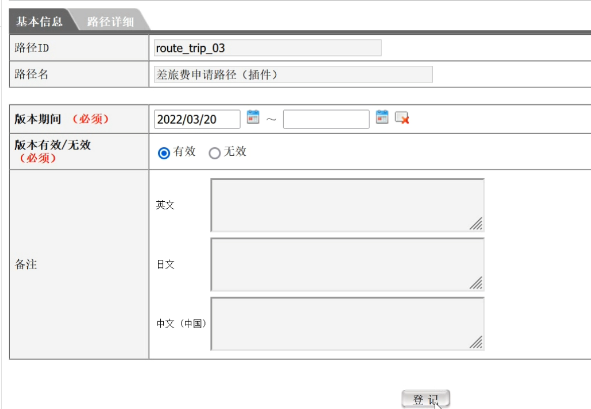 基本信息 路径详细
路径ID route_trip_03
路径名 差旅费申请路径（插件）
版本期间 （必须） 2022/03/20 ～
版本有效/无效
（必须） 有效 无效
英文
日文
备注
中文（中国）
登记